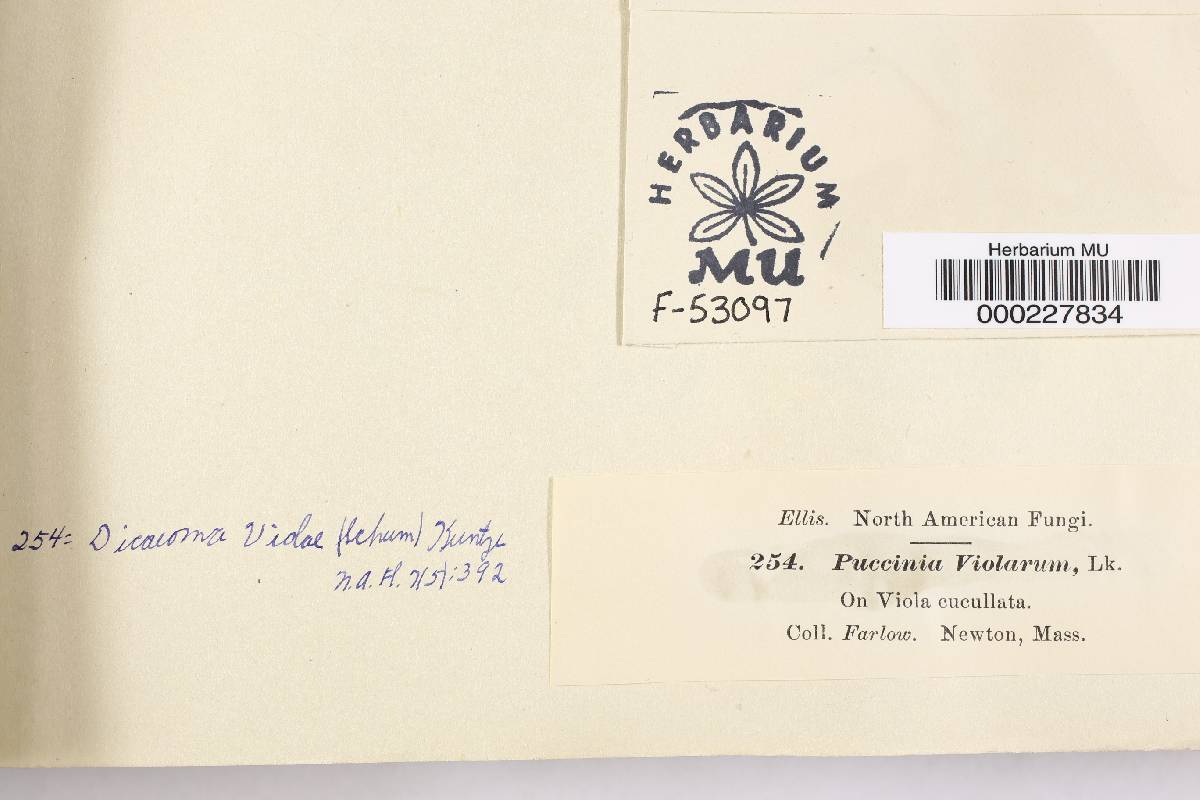 HERBARIUM
MU
F-53097
Herbarium MU
000227834
254= Dicaeoma Violae (Schum) Kuntze
N.A.F. 7(5):392
Ellis. North American Fungi.
254. Puccinia Violarum, Lk.
On Viola cucullata.
Coll. Farlow. Newton, Mass.